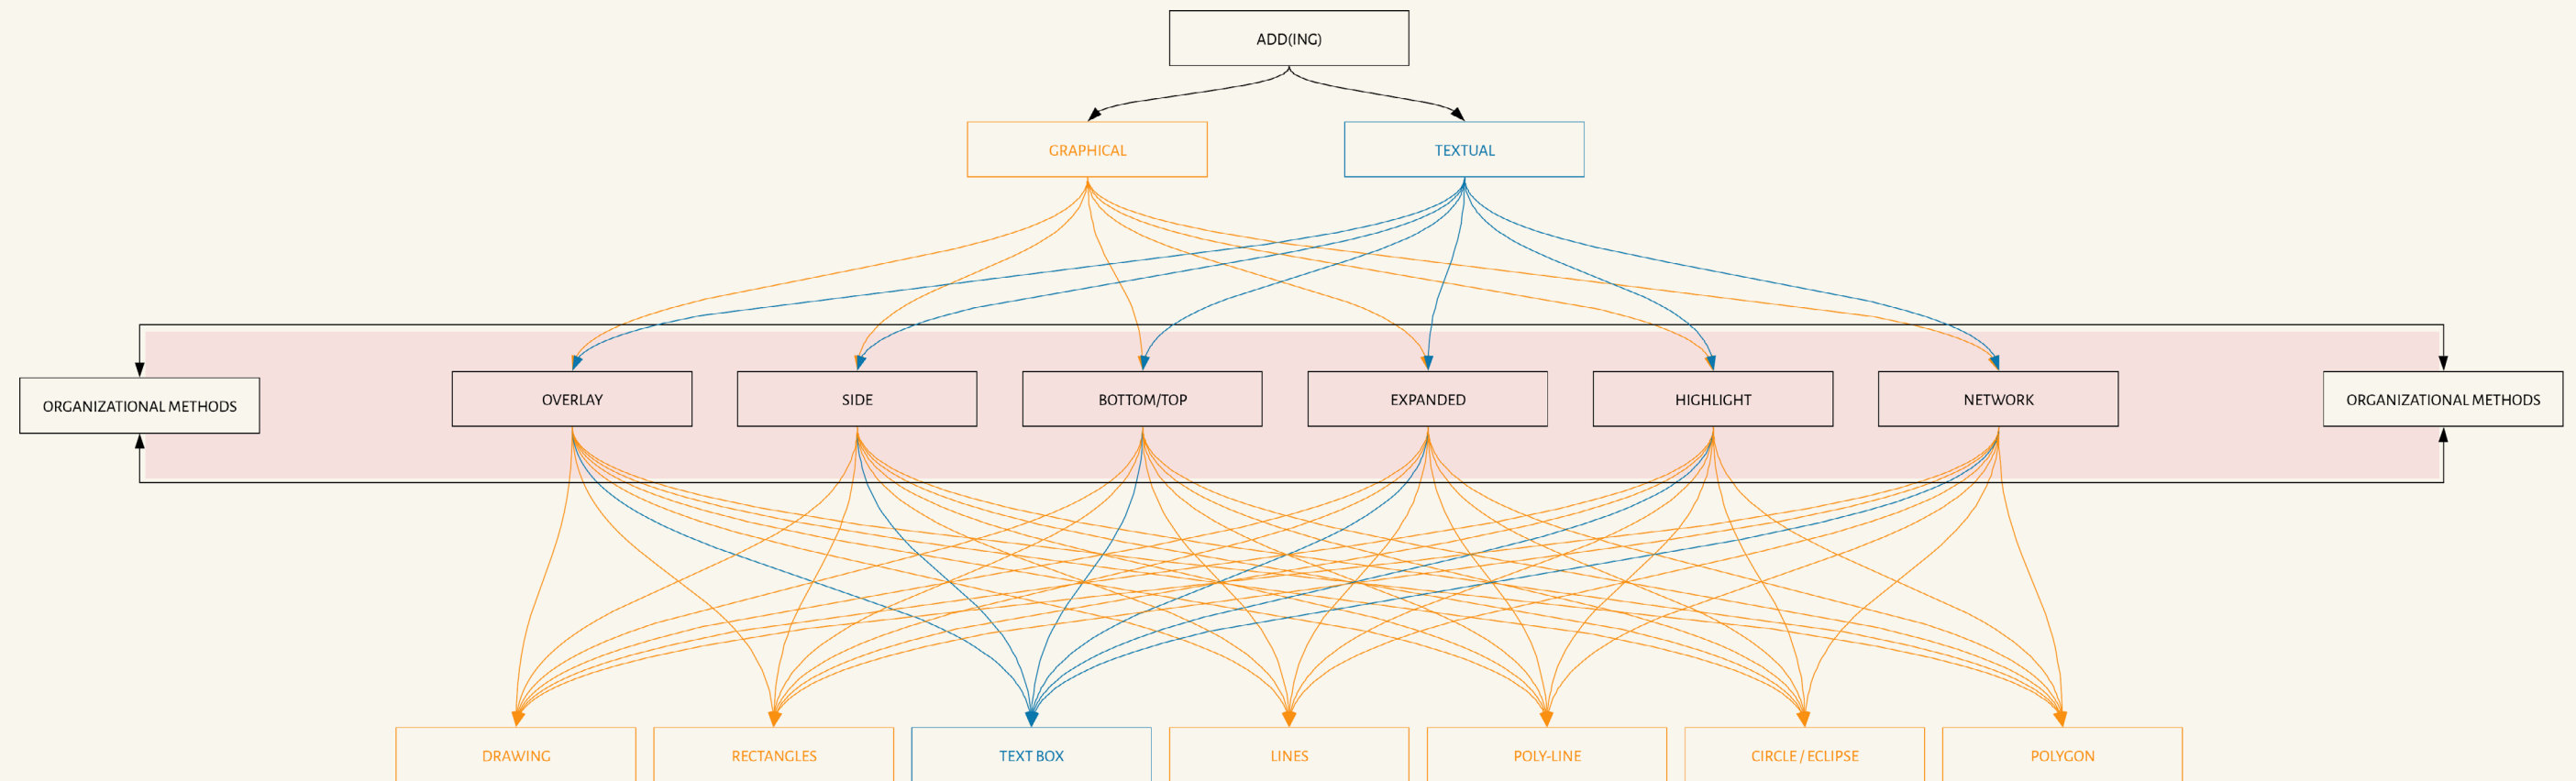 ADD(ING)
GRAPHICAL
TEXTUAL
ORGANIZATIONAL METHODS
OVERLAY
SIDE
BOTTOM/TOP
EXPANDED
HIGHLIGHT
NETWORK
ORGANIZATIONAL METHODS
DRAWING
RECTANGLES
TEXT BOX
LINES
POLY-LINE
CIRCLE / ECLIPSE
POLYGON